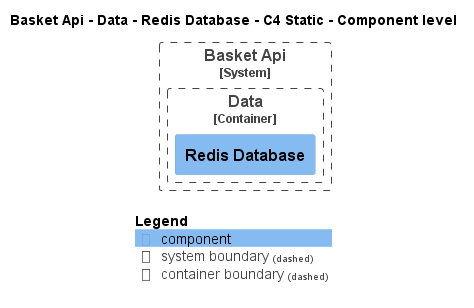 Basket Api - Data - Redis Database - C4 Static - Component level
Basket Api
[System]
Data
[Container]
Redis Database
Legend
component
system boundary (dashed)
container boundary (dashed)